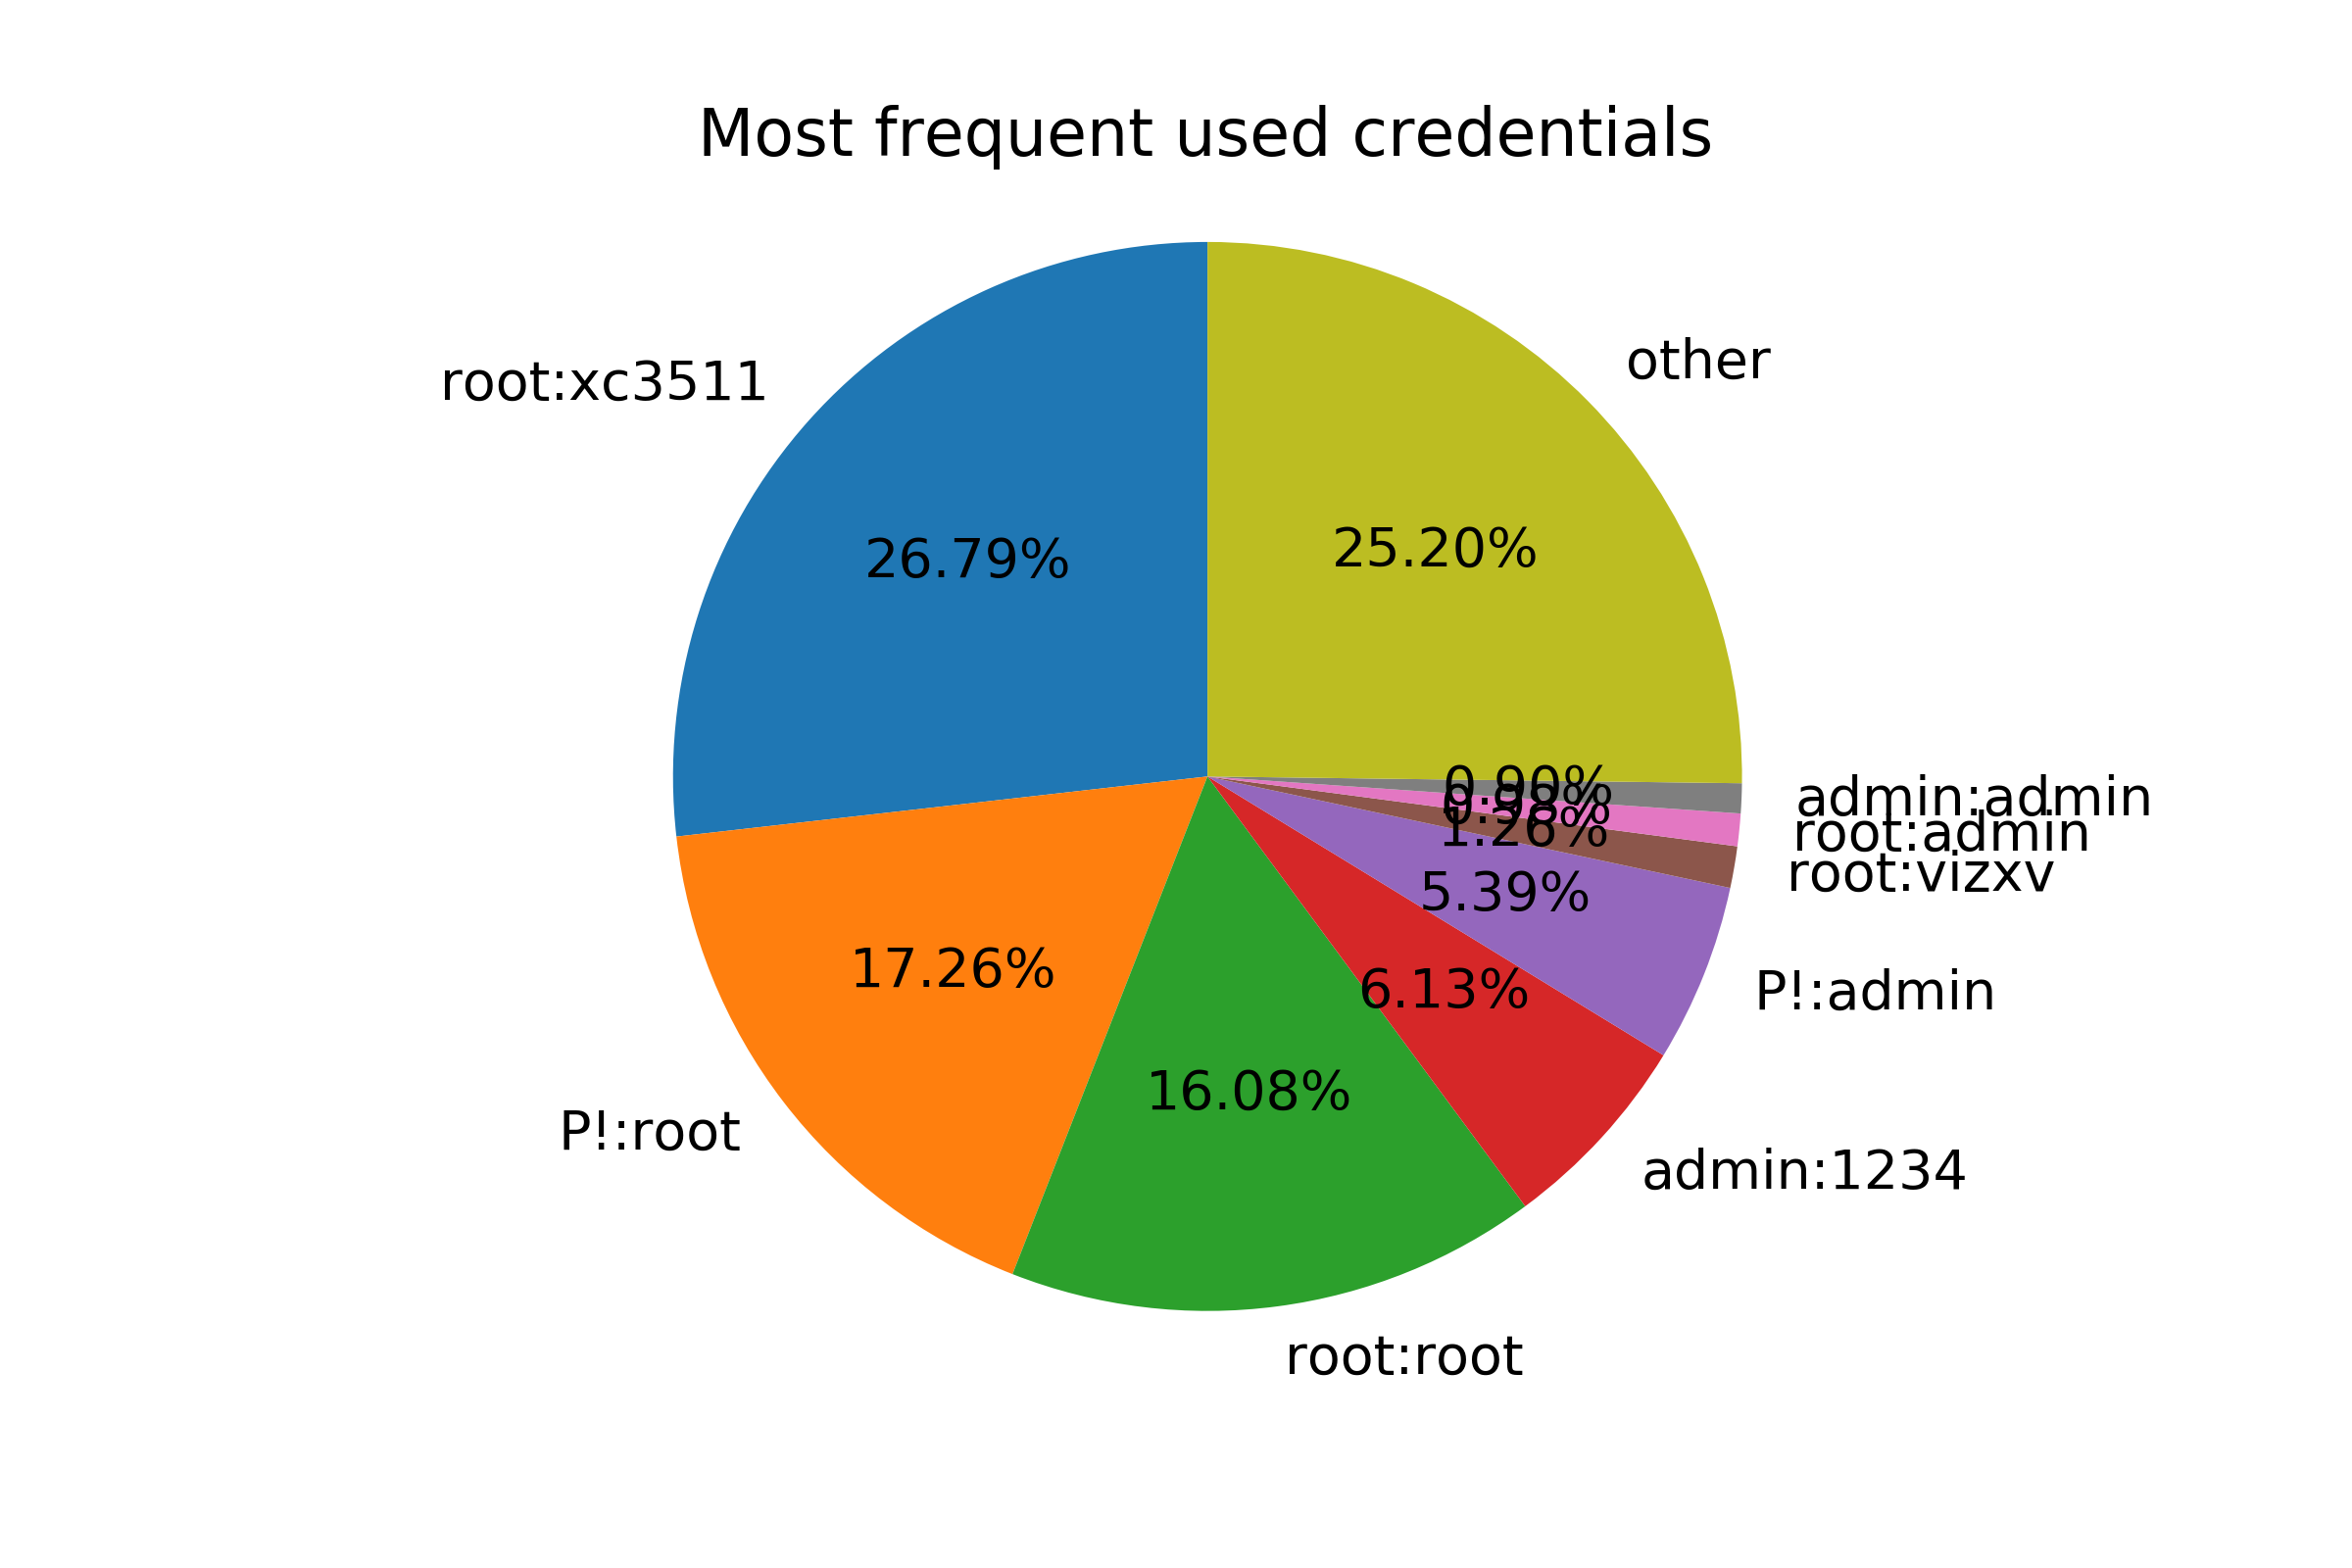 Most frequent used credentials
other
root:xc3511
25.20%
26.79%
0.90%
admin:admin
0.98%
root:admin
1.26%
root:vizxv
5.39%
17.26%
6.13%
P!:admin
16.08%
P!:root
admin:1234
root:root